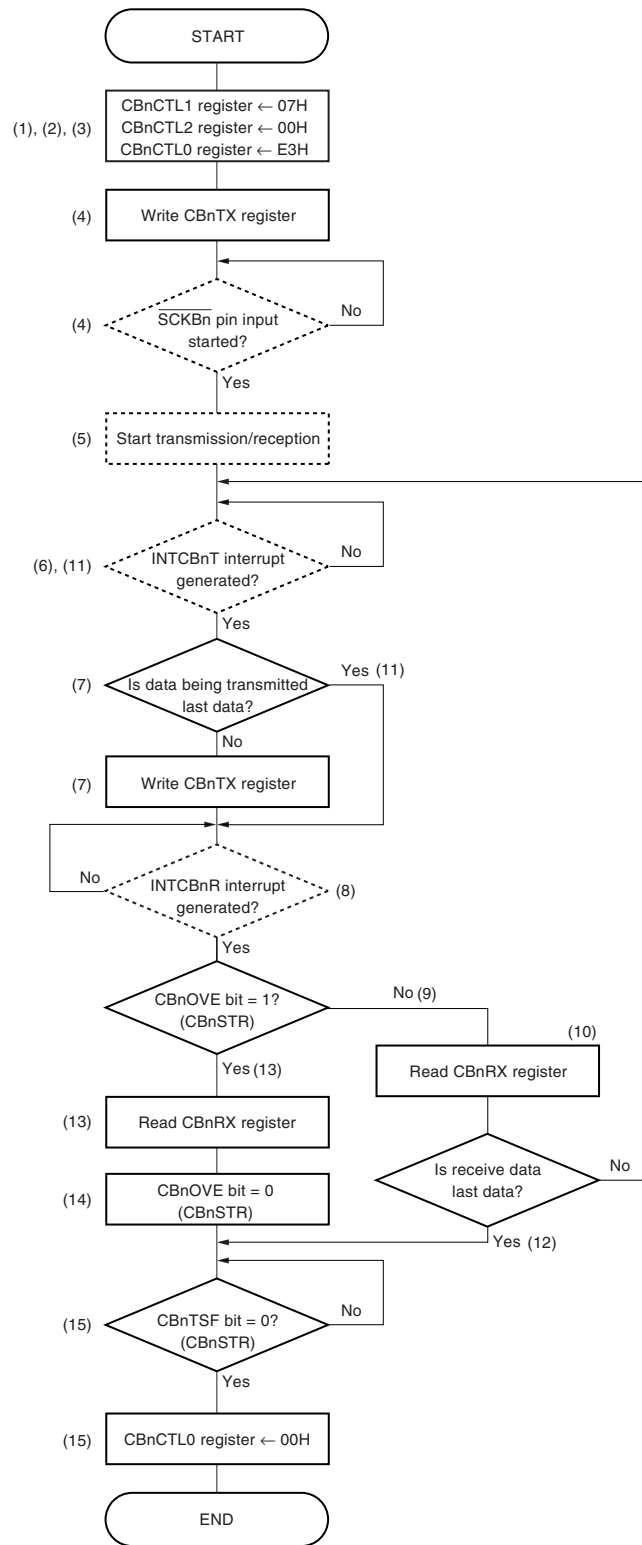 START
(1), (2), (3)
CBnCTL1 register ← 07H
CBnCTL2 register ← 00H
CBnCTL0 register ← E3H
(4)
Write CBnTX register
(4)
SCKBn pin input
started?
No
Yes
(5)
Start transmission/reception
(6), (11)
INTCBnT interrupt
generated?
No
Yes
(7)
Is data being transmitted
last data?
Yes (11)
No
(7)
Write CBnTX register
No
INTCBnR interrupt
generated?
(8)
Yes
CBnOVE bit = 1?
(CBnSTR)
No (9)
Yes (13)
(10)
Read CBnRX register
(13)
Read CBnRX register
Is receive data
last data?
No
Yes (12)
(14)
CBnOVE bit = 0
(CBnSTR)
(15)
CBnTSF bit = 0?
(CBnSTR)
No
Yes
(15)
CBnCTL0 register ← 00H
END